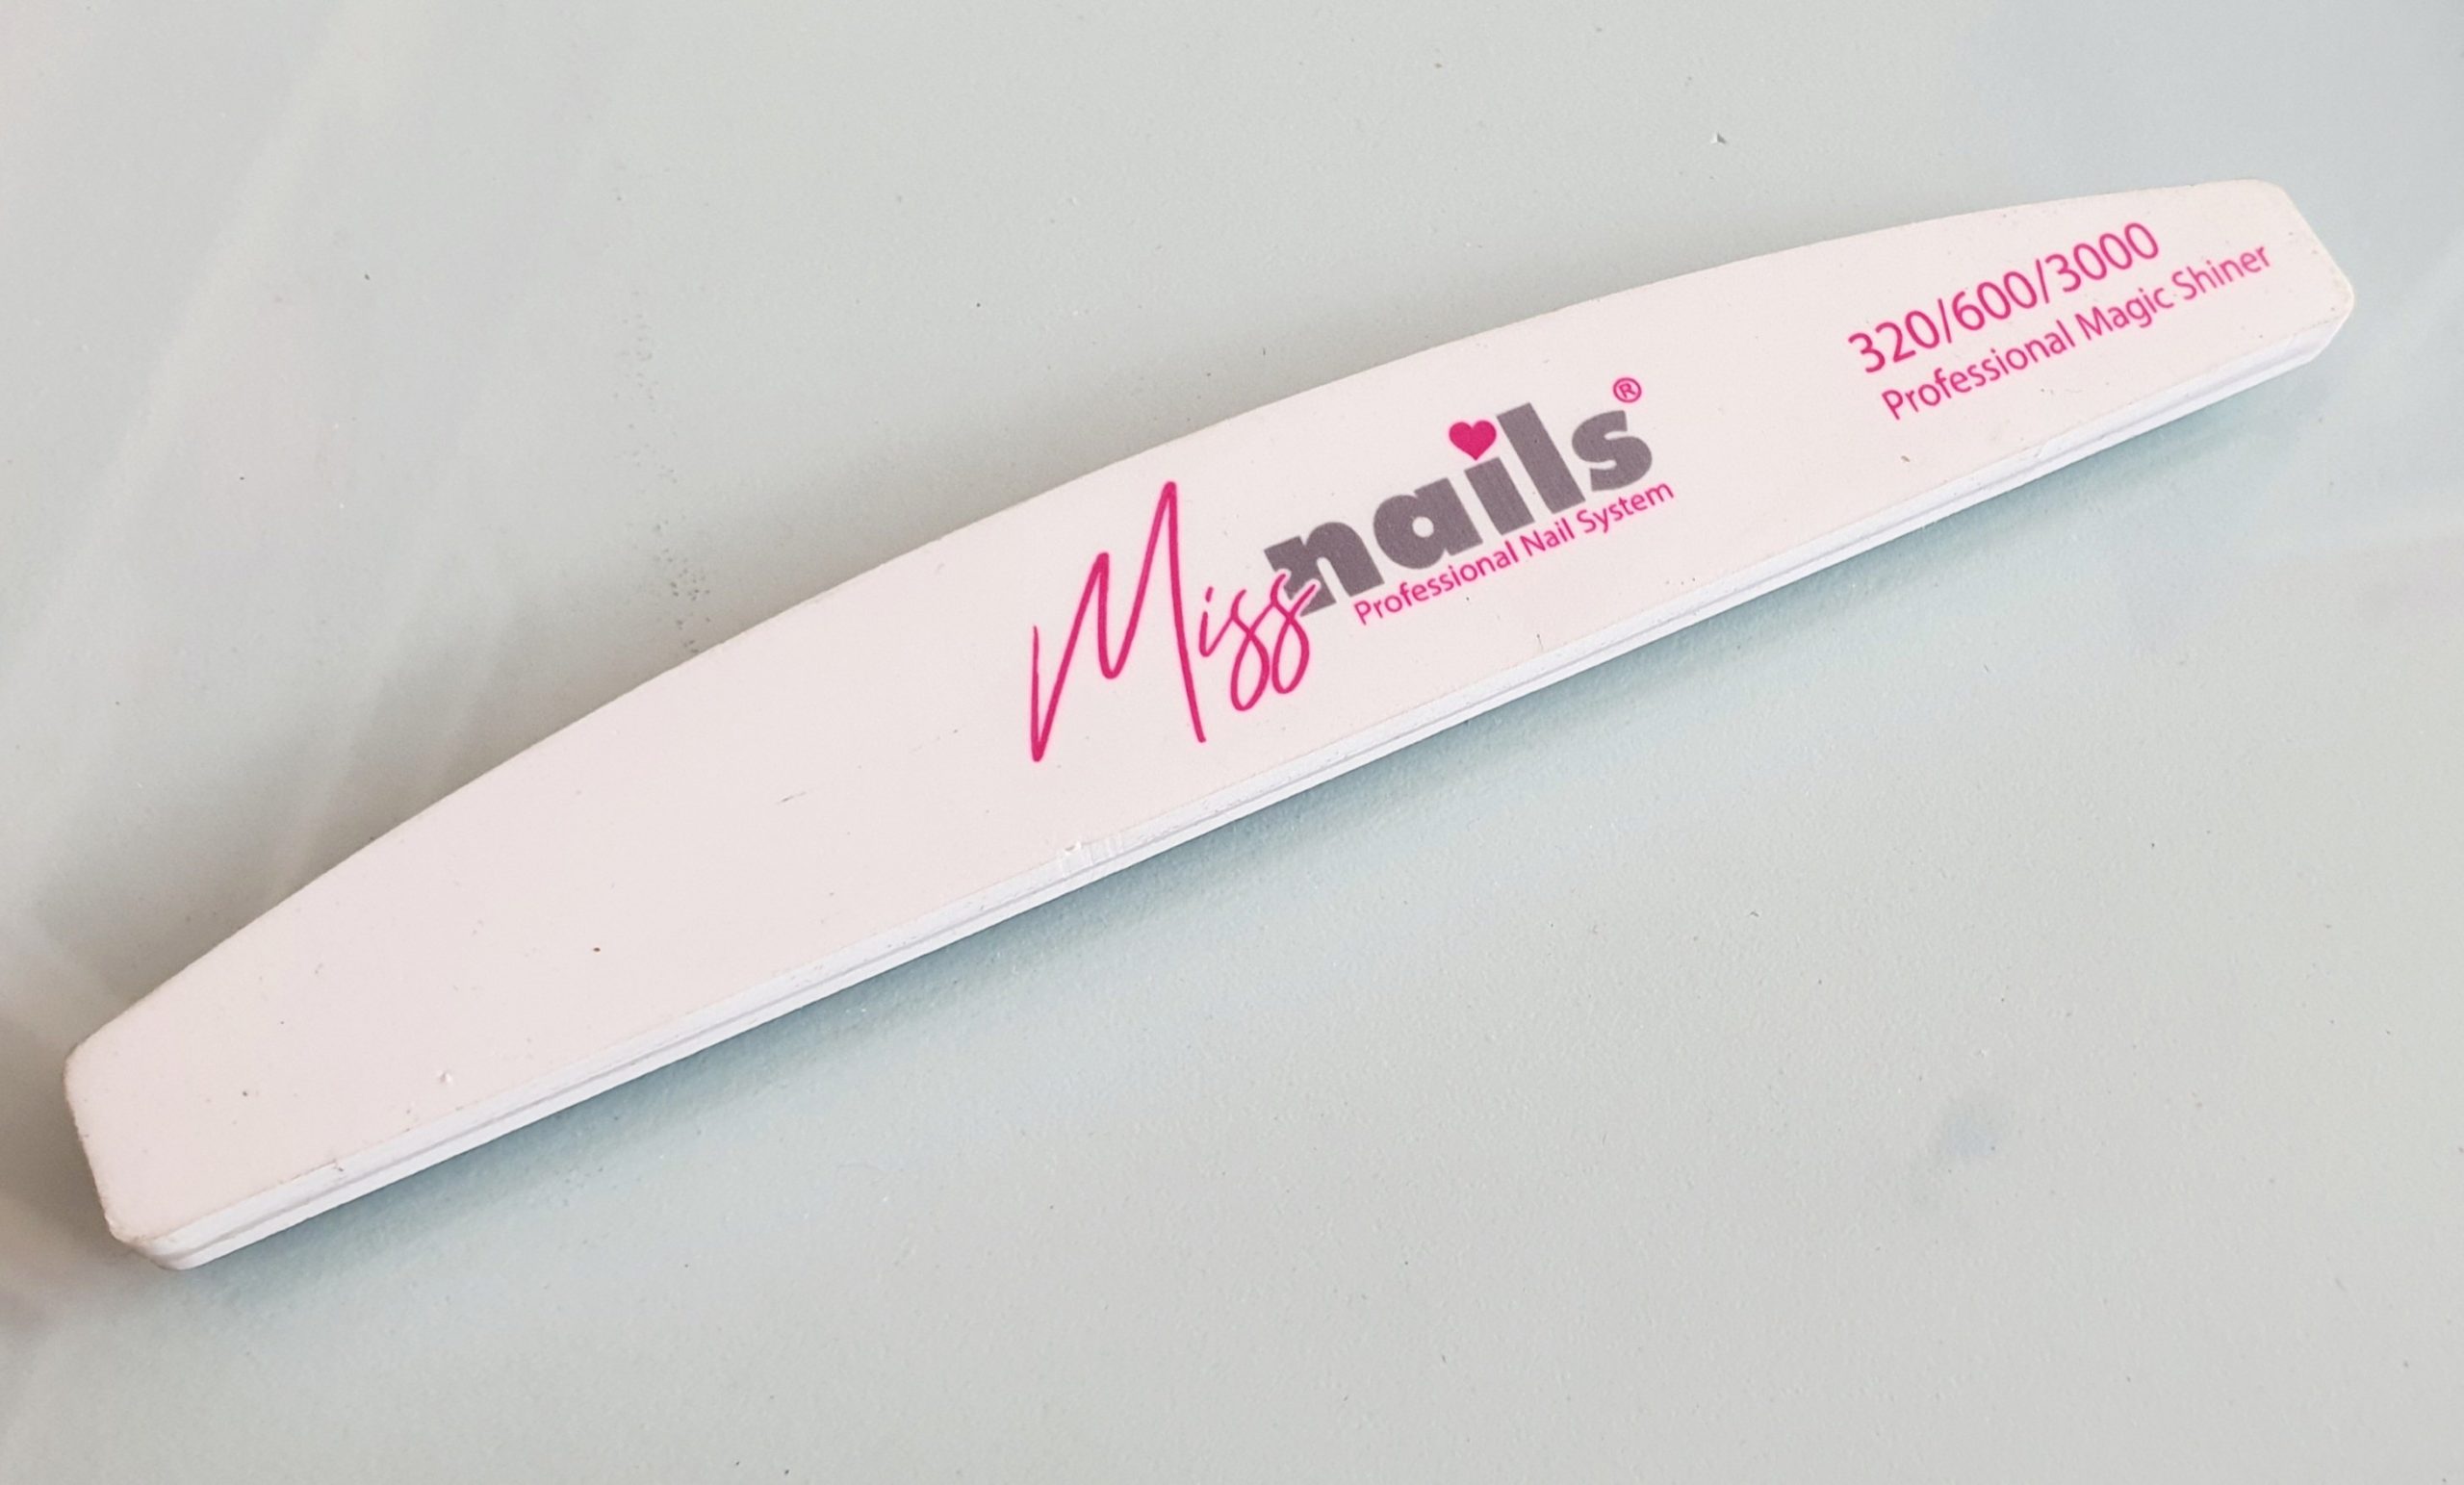 Miss nails®
Professional Nail System
320/600/3000
Professional Magic Shiner